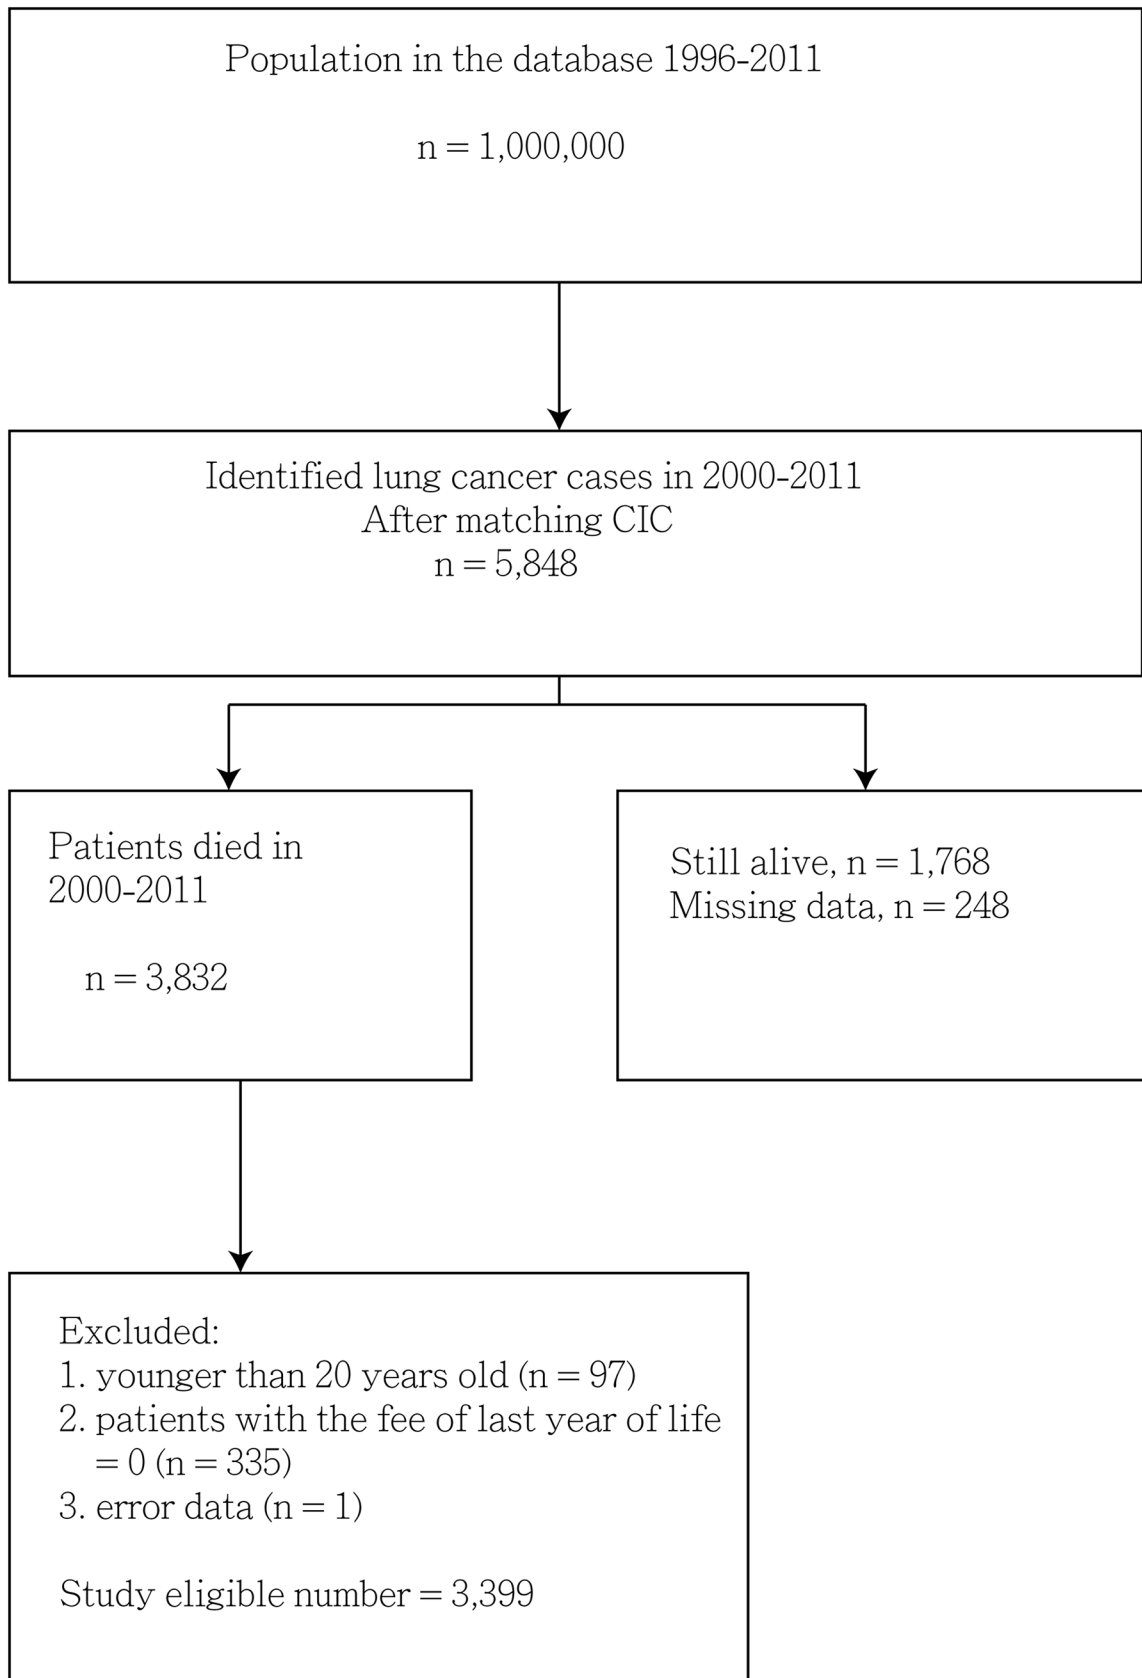 Population in the database 1996-2011
n = 1,000,000
Identified lung cancer cases in 2000-2011
After matching CIC
n = 5,848
Patients died in
2000-2011
n = 3,832
Still alive, n = 1,768
Missing data, n = 248
Excluded:
1. younger than 20 years old (n = 97)
2. patients with the fee of last year of life
= 0 (n = 335)
3. error data (n = 1)
Study eligible number = 3,399